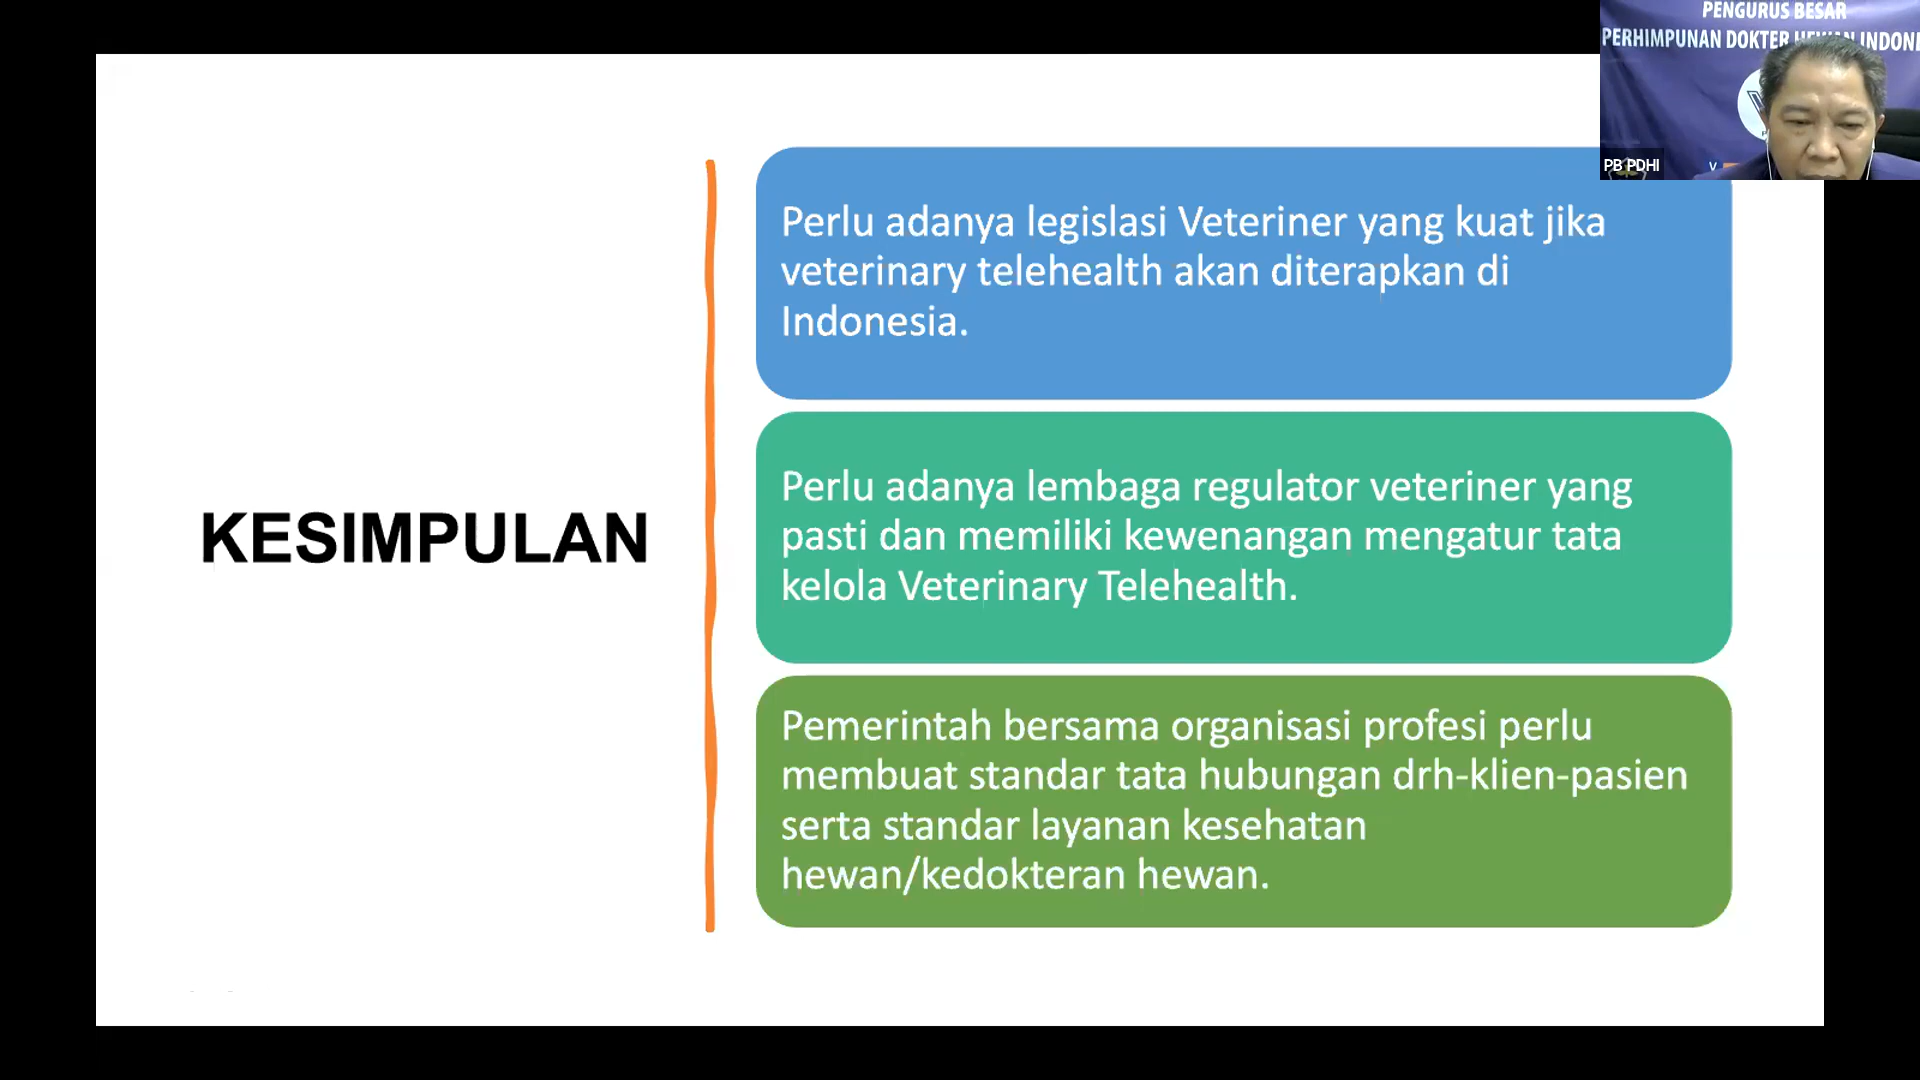 PENGURUS BESAR
PERHIMPUNAN DOKTER HEWAN
PB PDHI
KESIMPULAN
Perlu adanya legislasi Veteriner yang kuat jika
veterinary telehealth akan diterapkan di
Indonesia.
Perlu adanya lembaga regulator veteriner yang
pasti dan memiliki kewenangan mengatur tata
kelola Veterinary Telehealth.
Pemerintah bersama organisasi profesi perlu
membuat standar tata hubungan drh-klien-pasien
serta standar layanan kesehatan
hewan/kedokteran hewan.